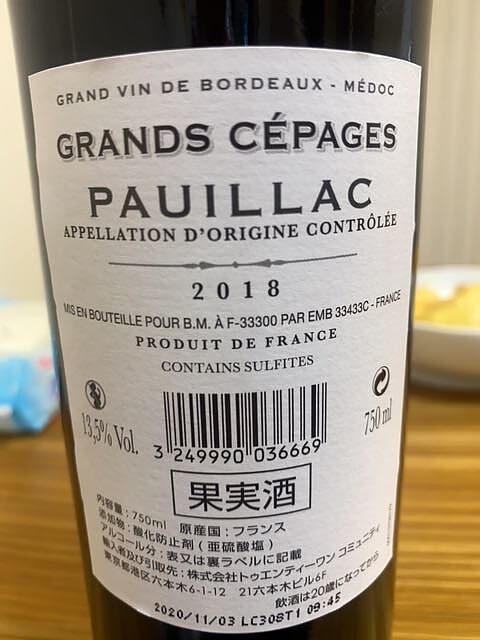 GRAND VIN DE BORDEAUX - MÉDOC
GRANDS CÉPAGES
PAUILLAC
APPELLATION D'ORIGINE CONTRÔLÉE
2018
MIS EN BOUTEILLE POUR B.M. À F-33300 PAR EMB 33433C - FRANCE
PRODUIT DE FRANCE
CONTAINS SULFITES
13,5% Vol.
750 ml
3 249990 036669
果実酒
内容量:750ml 原産国:フランス
添加物:酸化防止剤(亜硫酸塩)
アルコール分:表又は裏ラベルに記載
輸入者及び引取先:株式会社トゥエンティーワン コミュニティ
東京都港区六本木6-1-12 21六本木ビル6F
飲酒は20歳になってから
2020/11/03 LC308T1 09:45